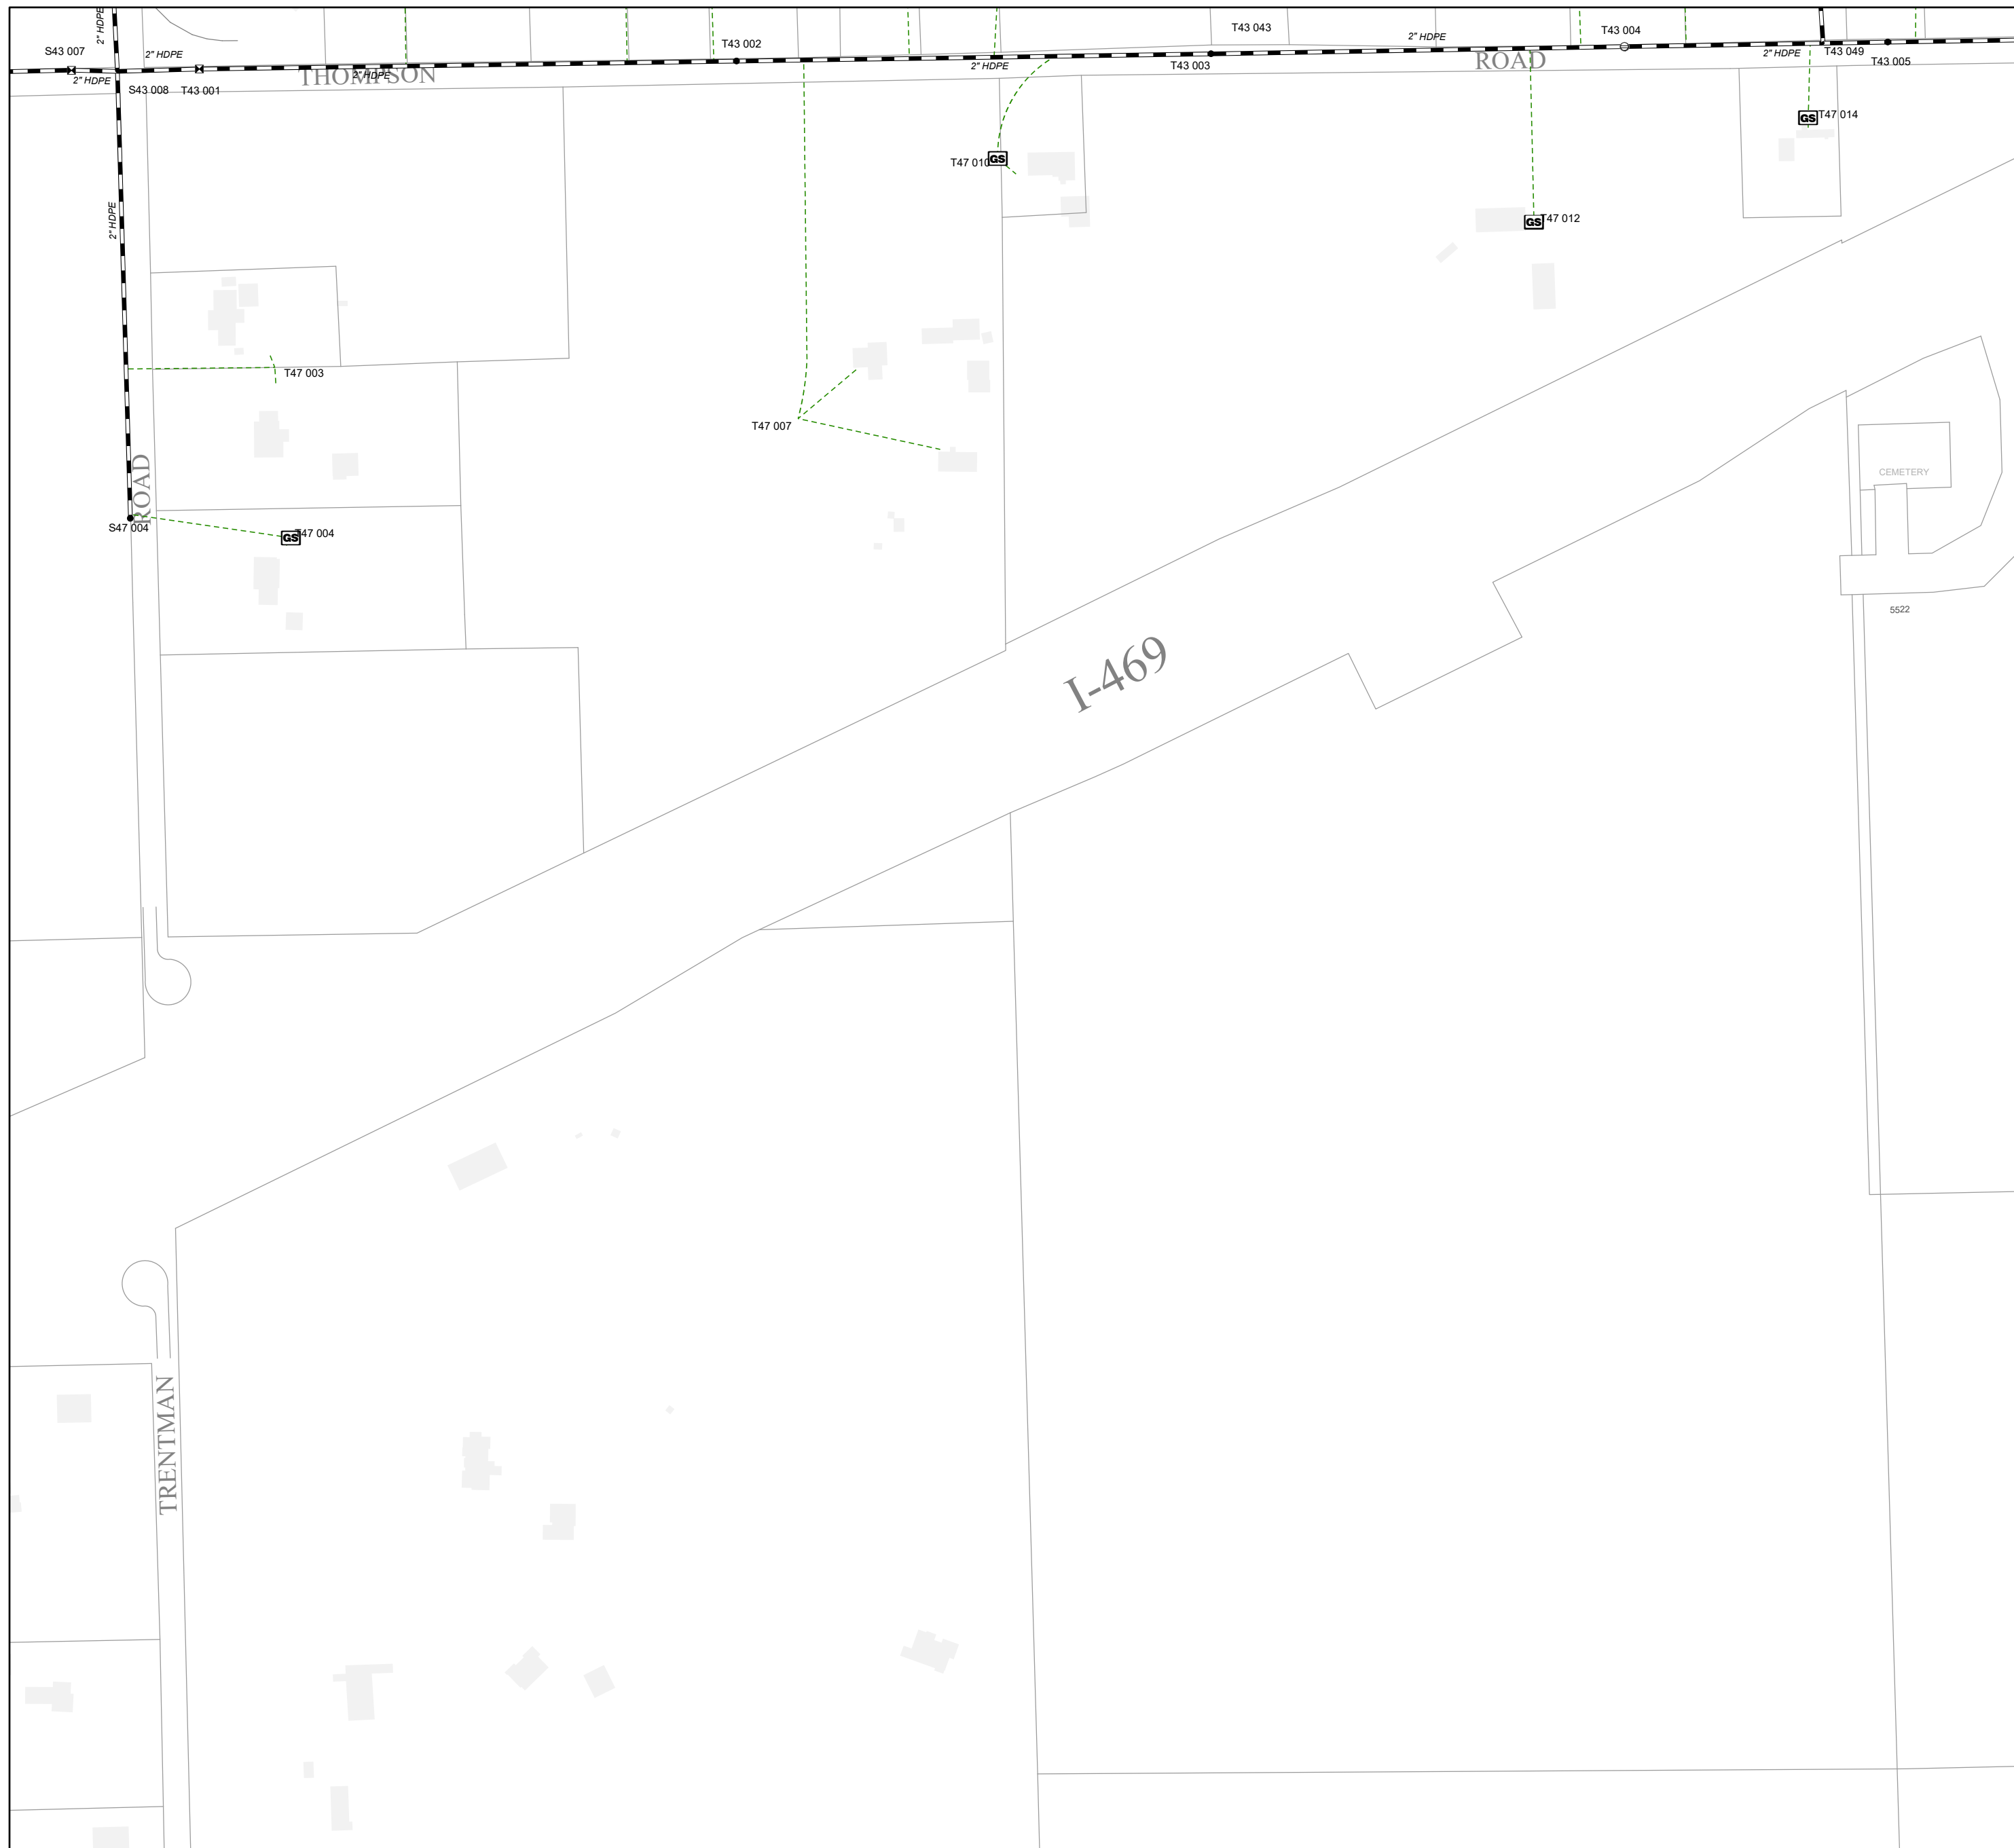 2" HDPE
S43 007
2" HDPE
2" HDPE
S43 008
T43 001
THOMPSON
2" HDPE
T43 002
2" HDPE
T43 003
T43 043
2" HDPE
ROAD
T43 004
2" HDPE
T43 049
T43 005
GS
T47 014
T47 010
GS
2" HDPE
GS
T47 012
T47 003
T47 007
ROAD
CEMETERY
S47 004
GS
T47 004
5522
I-469
TRENTMAN